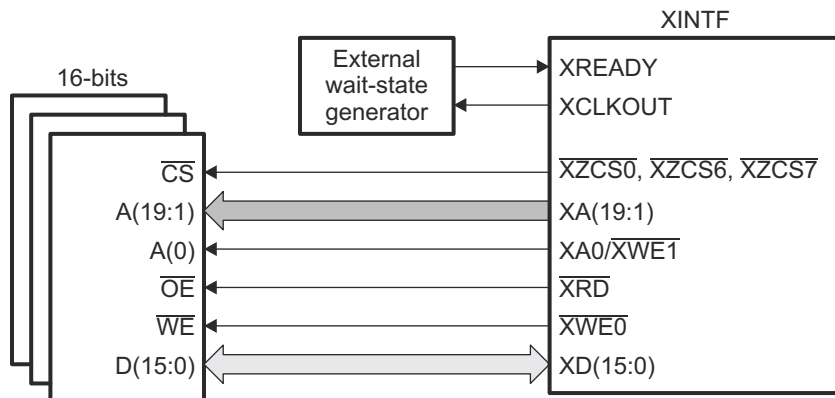 XINTF
External
wait-state
generator
XREADY
XCLKOUT
16-bits
CS
XZCS0, XZCS6, XZCS7
A(19:1)
XA(19:1)
A(0)
XA0/XWE1
OE
XRD
WE
XWE0
D(15:0)
XD(15:0)